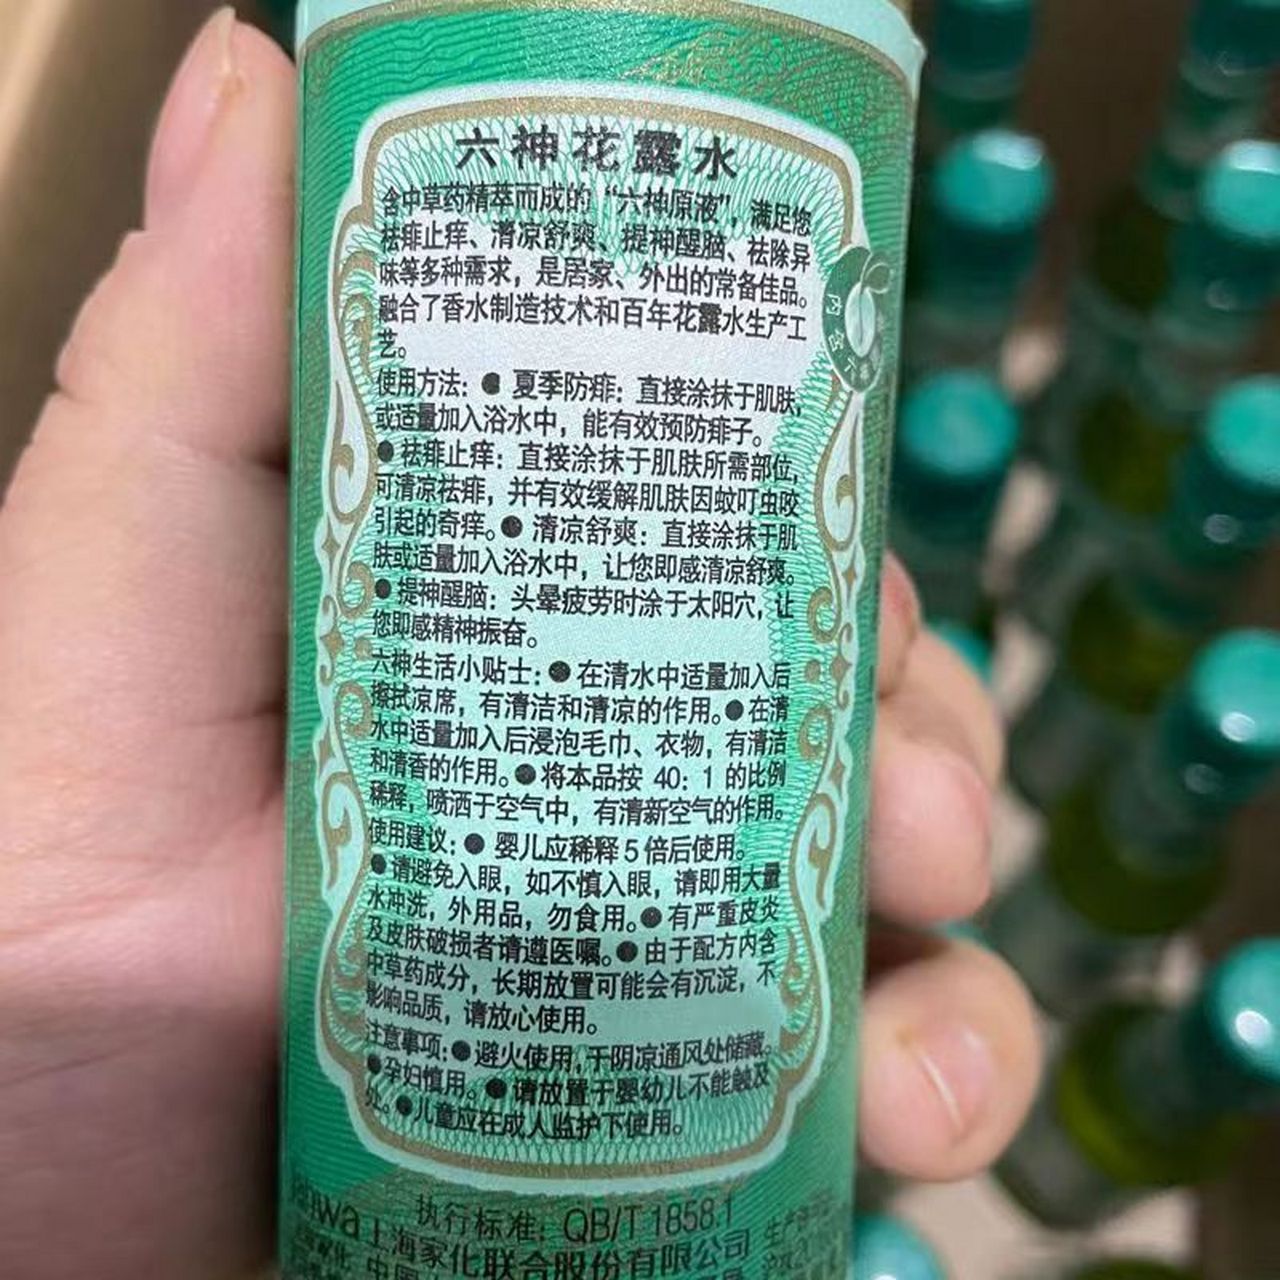 六神花露水
含中草药精萃而成的“六神原液”，满足您
祛痱止痒、清凉舒爽、提神醒脑、祛除异
味等多种需求，是居家、外出的常备佳品。
融合了香水制造技术和百年花露水生产工
艺。
使用方法：● 夏季防痱：直接涂抹于肌肤，
或适量加入浴水中，能有效预防痱子。
● 祛痱止痒：直接涂抹于肌肤所需部位，
可清凉祛痱，并有效缓解肌肤因蚊叮虫咬
引起的奇痒。● 清凉舒爽：直接涂抹于肌
肤或适量加入浴水中，让您即感清凉舒爽。
● 提神醒脑：头晕疲劳时涂于太阳穴，让
您即感精神振奋。
六神生活小贴士：● 在清水中适量加入后
擦拭凉席，有清洁和清凉的作用。● 在清
水中适量加入后浸泡毛巾、衣物，有清洁
和清香的作用。● 将本品按 40：1 的比例
稀释，喷洒于空气中，有清新空气的作用。
使用建议：● 婴儿应稀释5倍后使用。
● 请避免入眼，如不慎入眼，请即用大量
水冲洗，外用品，勿食用。● 有严重皮炎
及皮肤破损者请遵医嘱。● 由于配方内含
中草药成分，长期放置可能会有沉淀，不
影响品质，请放心使用。
注意事项：● 避火使用，于阴凉通风处储藏。
● 孕妇慎用。● 请放置于婴幼儿不能触及
处。● 儿童应在成人监护下使用。
执行标准：QB/T 1858.1
上海家化联合股份有限公司